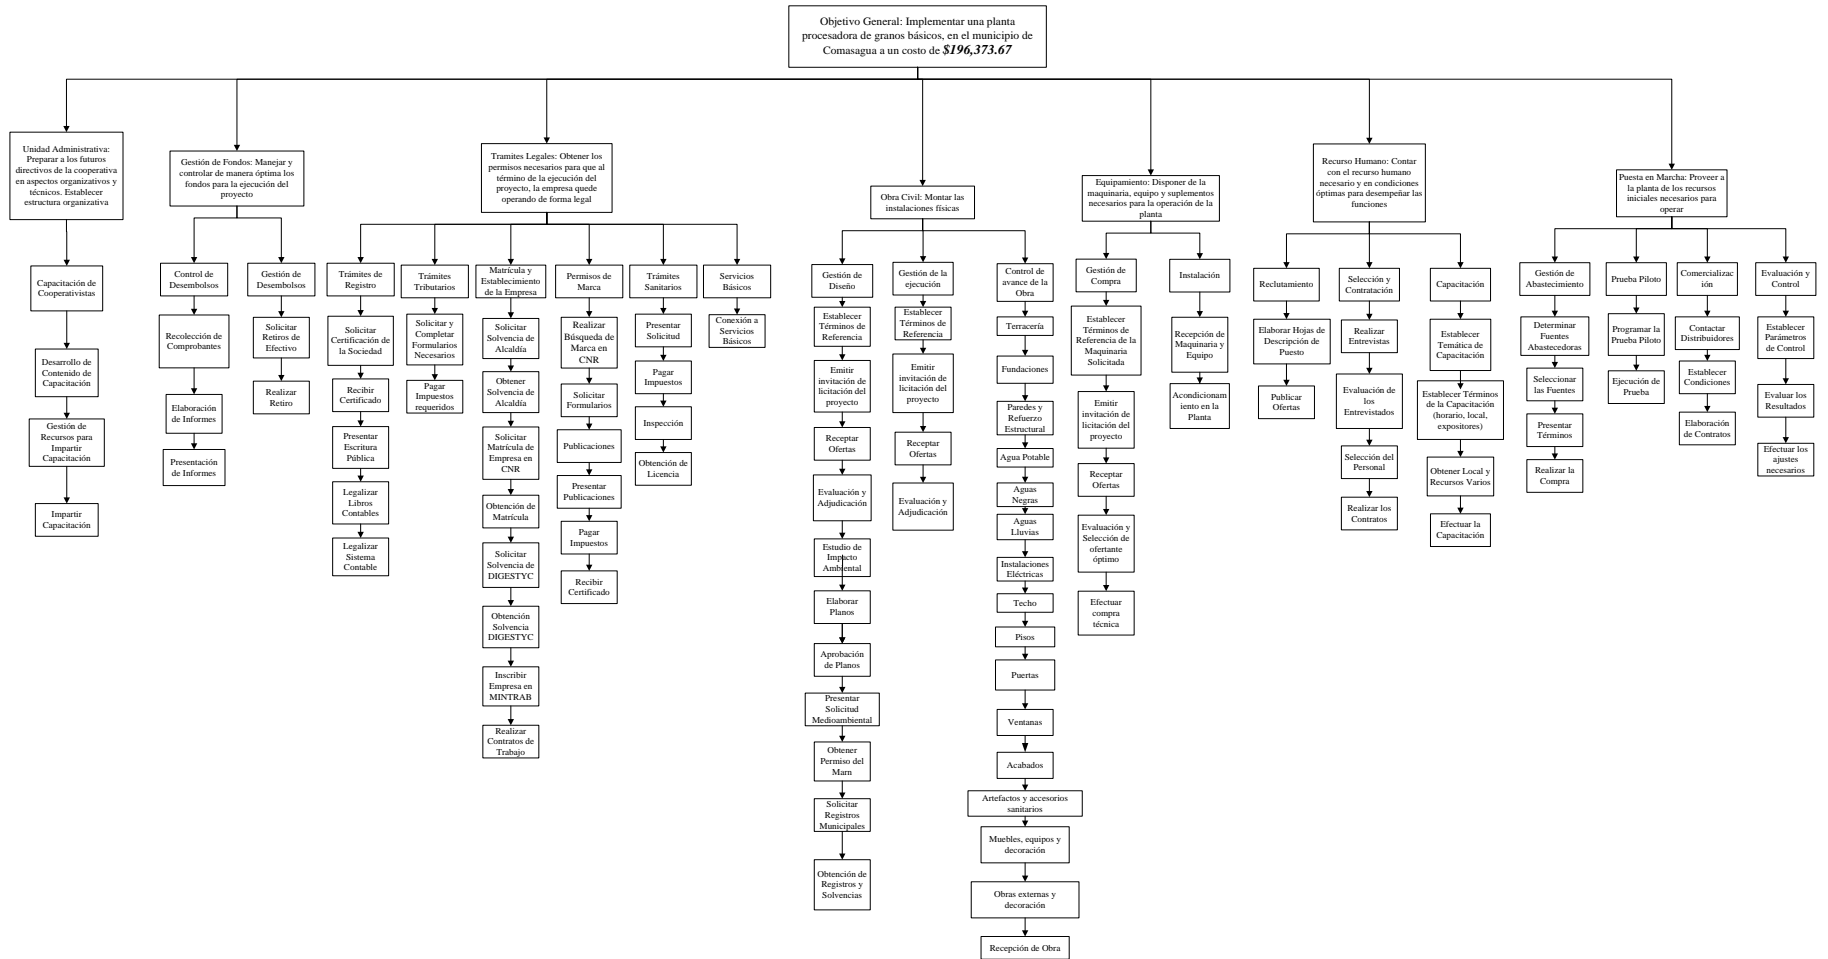 Objetivo General: Implementar una planta
procesadora de granos básicos, en el municipio de
Comasagua a un costo de $196,373.67
Unidad Administrativa:
Preparar a los futuros
directivos de la cooperativa
en aspectos organizativos y
técnicos. Establecer
estructura organizativa
Capacitación de
Cooperativistas
Desarrollo de
Contenido de
Capacitación
Gestión de
Recursos para
Impartir
Capacitación
Impartir
Capacitación
Gestión de Fondos: Manejar y
controlar de manera óptima los
fondos para la ejecución del
proyecto
Control de
Desembolsos
Recolección de
Comprobantes
Elaboración
de Informes
Presentación
de Informes
Gestión de
Desembolsos
Solicitar
Retiros de
Efectivo
Realizar
Retiro
Tramites Legales: Obtener los
permisos necesarios para que al
término de la ejecución del
proyecto, la empresa quede
operando de forma legal
Trámites de
Registro
Solicitar
Certificación de
la Sociedad
Recibir
Certificado
Presentar
Escritura
Pública
Legalizar
Libros
Contables
Legalizar
Sistema
Contable
Trámites
Tributarios
Solicitar y
Completar
Formularios
Necesarios
Pagar
Impuestos
requeridos
Matrícula y
Establecimiento
de la Empresa
Solicitar
Solvencia de
Alcaldía
Obtener
Solvencia de
Alcaldía
Solicitar
Matrícula de
Empresa en
CNR
Obtención de
Matrícula
Solicitar
Solvencia de
DIGESTYC
Obtención
Solvencia
DIGESTYC
Inscribir
Empresa en
MINTRAB
Realizar
Contratos de
Trabajo
Permisos de
Marca
Realizar
Búsqueda de
Marca en
CNR
Solicitar
Formularios
Publicaciones
Presentar
Publicaciones
Pagar
Impuestos
Recibir
Certificado
Trámites
Sanitarios
Presentar
Solicitud
Pagar
Impuestos
Inspección
Obtención de
Licencia
Servicios
Básicos
Conexión a
Servicios
Básicos
Obra Civil: Montar las
instalaciones físicas
Gestión de
Diseño
Establecer
Términos de
Referencia
Emitir
invitación de
licitación del
proyecto
Receptar
Ofertas
Evaluación y
Adjudicación
Estudio de
Impacto
Ambiental
Elaborar
Planos
Aprobación
de Planos
Presentar
Solicitud
Medioambiental
Obtener
Permiso del
Marn
Solicitar
Registros
Municipales
Obtención de
Registros y
Solvencias
Gestión de la
ejecución
Establecer
Términos de
Referencia
Emitir
invitación de
licitación del
proyecto
Receptar
Ofertas
Evaluación y
Adjudicación
Control de
avance de la
Obra
Terracería
Fundaciones
Paredes y
Refuerzo
Estructural
Agua Potable
Aguas
Negras
Aguas
Lluvias
Instalaciones
Eléctricas
Techo
Pisos
Puertas
Ventanas
Acabados
Artefactos y accesorios
sanitarios
Muebles, equipos y
decoración
Obras externas y
decoración
Recepción de Obra
Equipamiento: Disponer de la
maquinaria, equipo y suplementos
necesarios para la operación de la
planta
Gestión de
Compra
Establecer
Términos de
Referencia de la
Maquinaria
Solicitada
Emitir
invitación de
licitación del
proyecto
Receptar
Ofertas
Evaluación y
Selección de
ofertante
óptimo
Efectuar
compra
técnica
Instalación
Recepción de
Maquinaria y
Equipo
Acondicionam
iento en la
Planta
Recurso Humano: Contar
con el recurso humano
necesario y en condiciones
óptimas para desempeñar las
funciones
Reclutamiento
Elaborar Hojas de
Descripción de
Puesto
Publicar
Ofertas
Selección y
Contratación
Realizar
Entrevistas
Evaluación de
los
Entrevistados
Selección del
Personal
Realizar los
Contratos
Capacitación
Establecer
Temática de
Capacitación
Establecer Términos
de la Capacitación
(horario, local,
expositores)
Obtener Local y
Recursos Varios
Efectuar la
Capacitación
Puesta en Marcha: Proveer a
la planta de los recursos
iniciales necesarios para
operar
Gestión de
Abastecimiento
Determinar
Fuentes
Abastecedoras
Seleccionar
las Fuentes
Presentar
Términos
Realizar la
Compra
Prueba Piloto
Programar la
Prueba Piloto
Ejecución de
Prueba
Comercializac
ión
Contactar
Distribuidores
Establecer
Condiciones
Elaboración
de Contratos
Evaluación y
Control
Establecer
Parámetros
de Control
Evaluar los
Resultados
Efectuar los
ajustes
necesarios